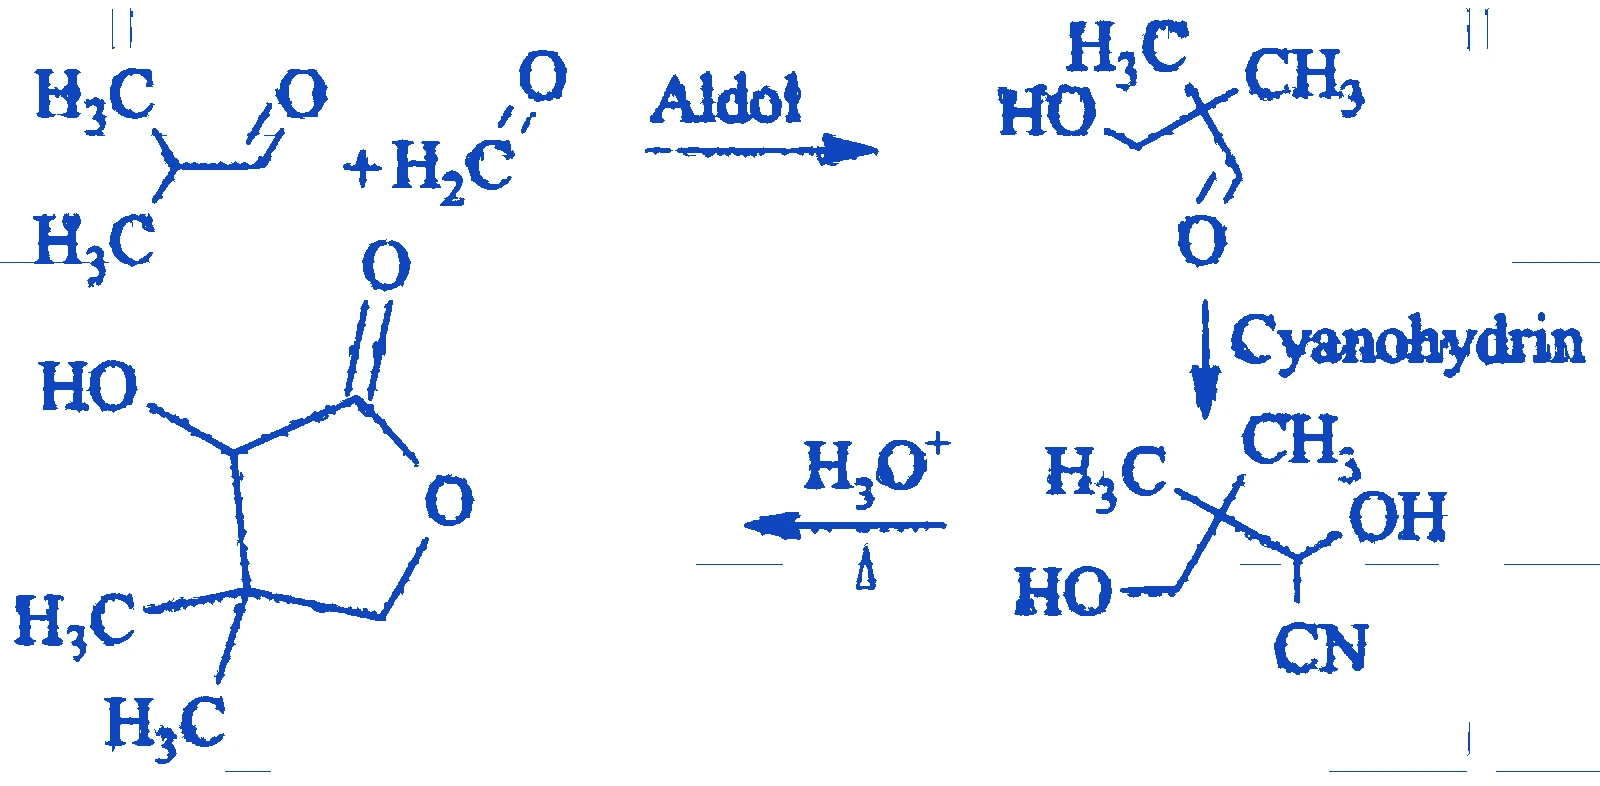 H3C
O
+ H2C
O
H3C
Aldol
H3C
CH3
HO
O
Cyanohydrin
H3C
CH3
OH
HO
CN
H3O+
Δ
O
HO
O
H3C
H3C